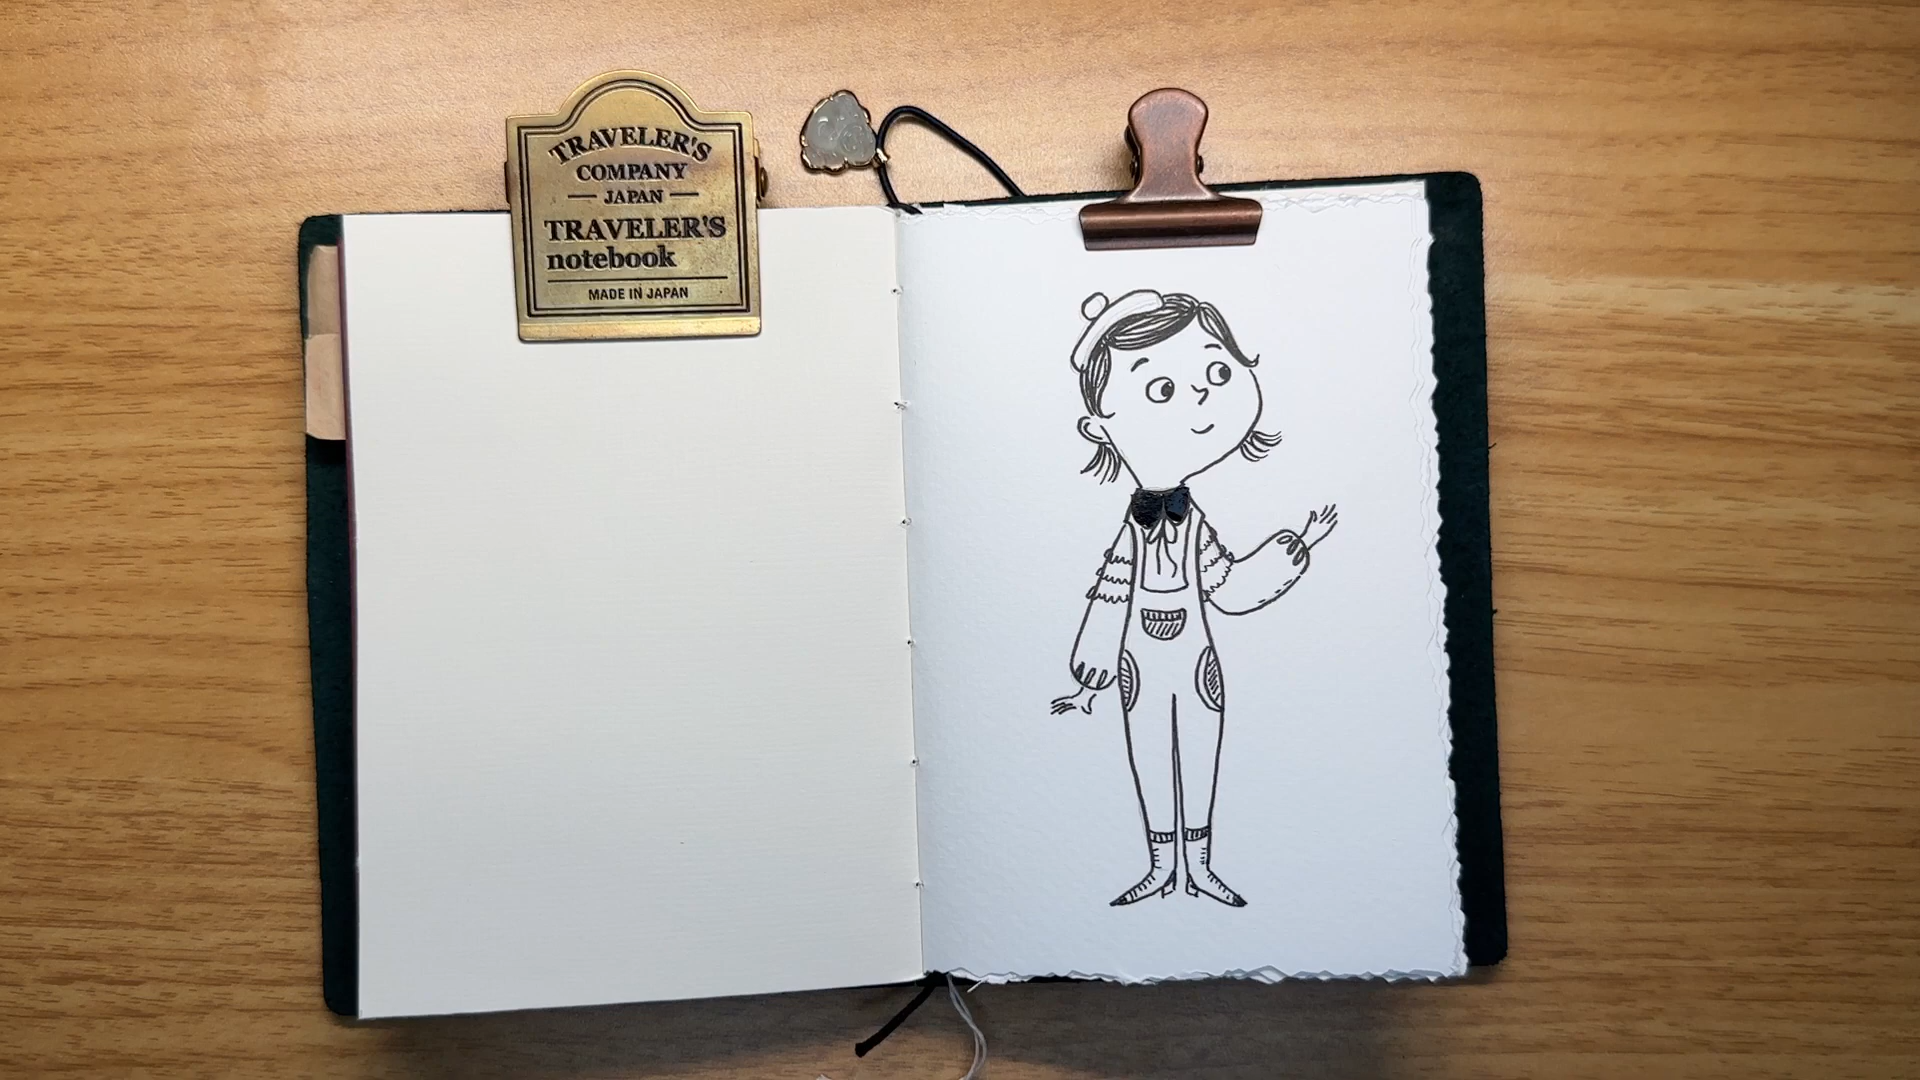 TRAVELER'S
COMPANY
JAPAN
TRAVELER'S
notebook
MADE IN JAPAN